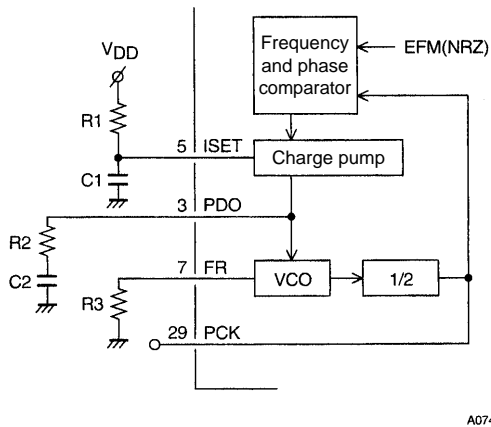 Frequency
and phase
comparator
EFM(NRZ)
VDD
R1
5 ISET
Charge pump
C1
3 PDO
R2
7 FR
VCO
1/2
C2
R3
29 PCK
A074